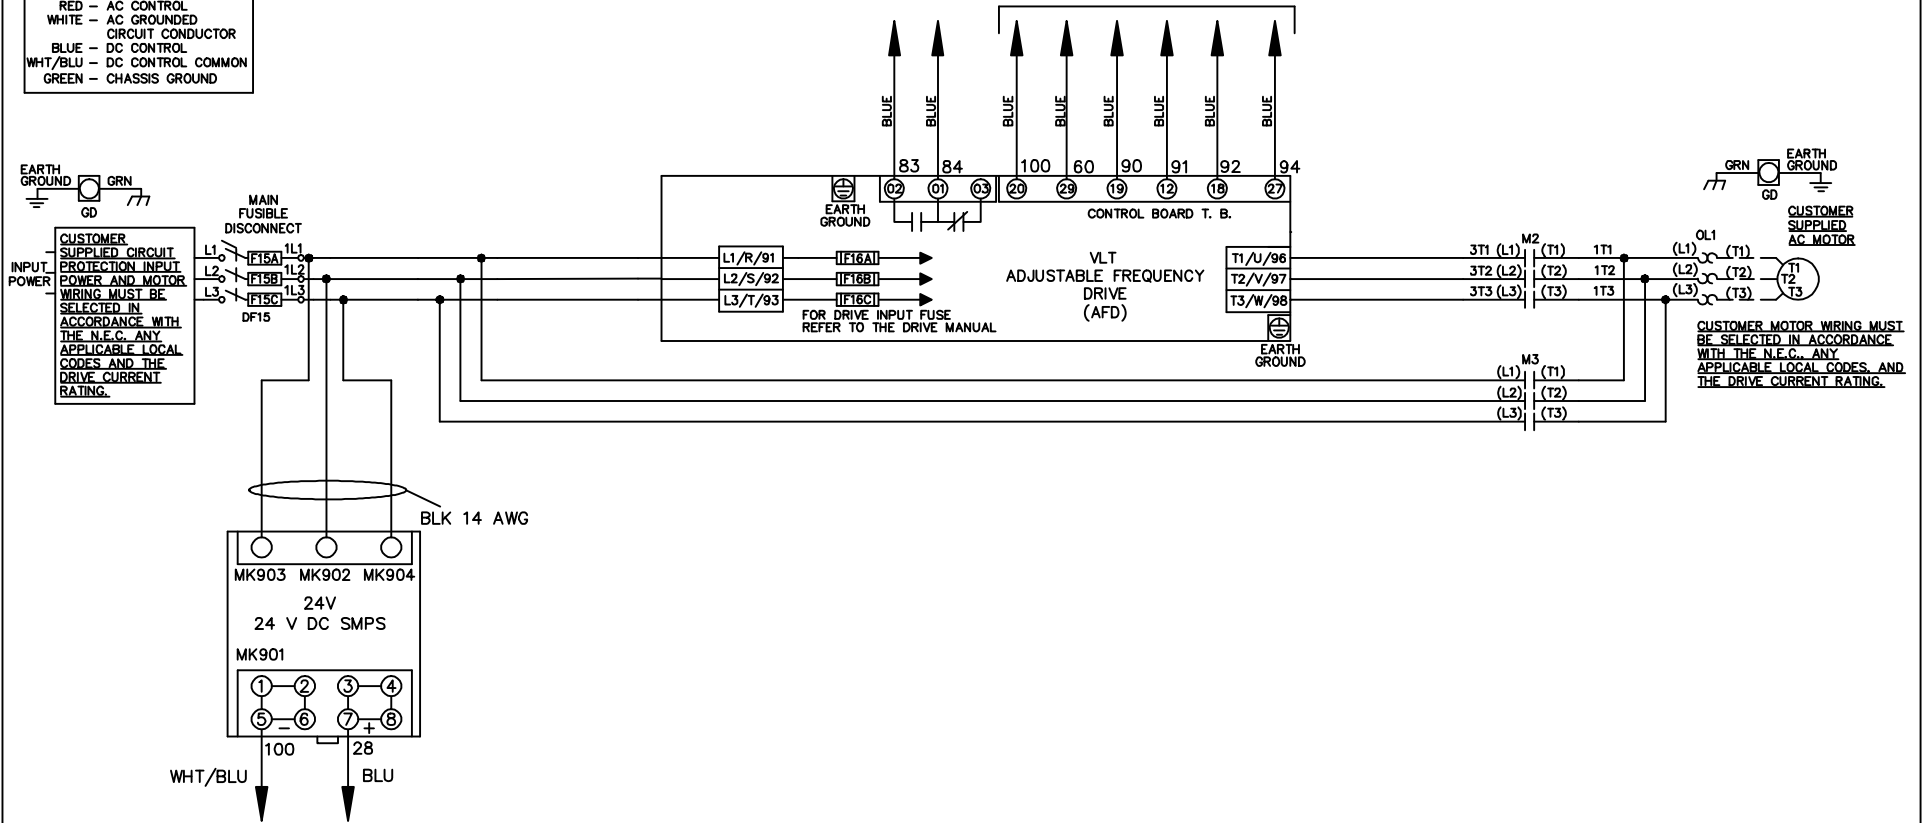 RED – AC CONTROL
WHITE – AC GROUNDED
CIRCUIT CONDUCTOR
BLUE – DC CONTROL
WHT/BLU – DC CONTROL COMMON
GREEN – CHASSIS GROUND
BLUE
BLUE
BLUE
BLUE
BLUE
BLUE
BLUE
BLUE
83
84
100
60
90
91
92
94
02
01
03
20
29
19
12
18
27
EARTH
GROUND
CONTROL BOARD T. B.
EARTH
GROUND
GRN
GD
MAIN
FUSIBLE
DISCONNECT
INPUT
POWER
CUSTOMER
SUPPLIED CIRCUIT
PROTECTION INPUT
POWER AND MOTOR
WIRING MUST BE
SELECTED IN
ACCORDANCE WITH
THE N.E.C. ANY
APPLICABLE LOCAL
CODES AND THE
DRIVE CURRENT
RATING.
L1 F15A 1L1
L2 F15B 1L2
L3 F15C 1L3
DF15
L1/R/91
L2/S/92
L3/T/93
F16A
F16B
F16C
FOR DRIVE INPUT FUSE
REFER TO THE DRIVE MANUAL
VLT
ADJUSTABLE FREQUENCY
DRIVE
(AFD)
T1/U/96
T2/V/97
T3/W/98
EARTH
GROUND
M2
3T1 (L1) (T1) 1T1
3T2 (L2) (T2) 1T2
3T3 (L3) (T3) 1T3
OL1
(L1) (T1)
(L2) (T2)
(L3) (T3)
T1
T2
T3
GRN
EARTH
GROUND
GD
CUSTOMER
SUPPLIED
AC MOTOR
CUSTOMER MOTOR WIRING MUST
BE SELECTED IN ACCORDANCE
WITH THE N.E.C., ANY
APPLICABLE LOCAL CODES, AND
THE DRIVE CURRENT RATING.
M3
(L1) (T1)
(L2) (T2)
(L3) (T3)
BLK 14 AWG
MK903 MK902 MK904
24V
24 V DC SMPS
MK901
1 2 3 4
5 – 6 7 + 8
100
28
WHT/BLU
BLU